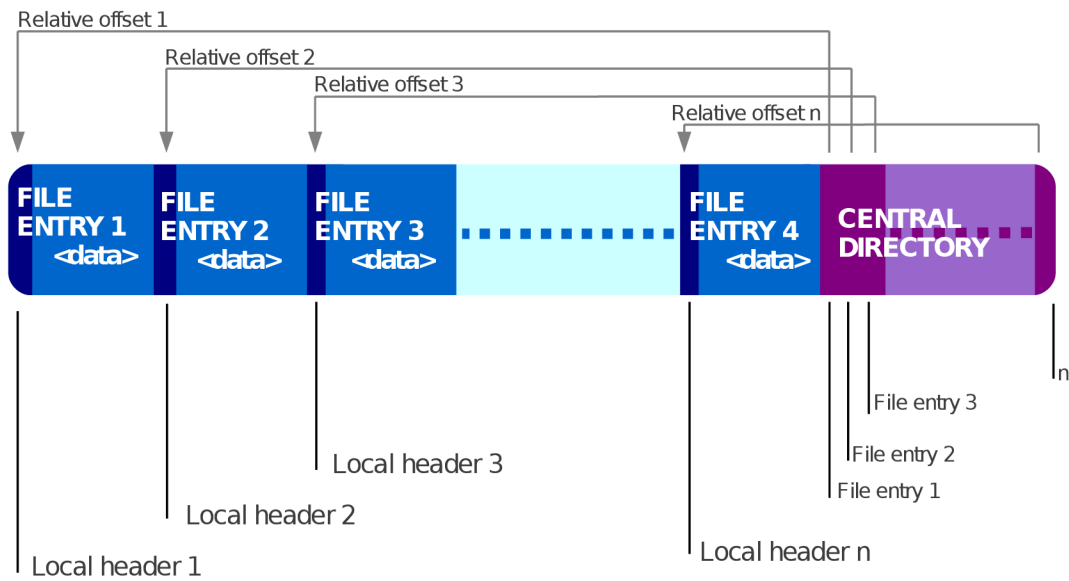 Relative offset 1
Relative offset 2
Relative offset 3
Relative offset n
FILE
ENTRY 1
<data>
FILE
ENTRY 2
<data>
FILE
ENTRY 3
<data>
FILE
ENTRY 4
<data>
CENTRAL
DIRECTORY
n
File entry 3
File entry 2
File entry 1
Local header 3
Local header 2
Local header n
Local header 1